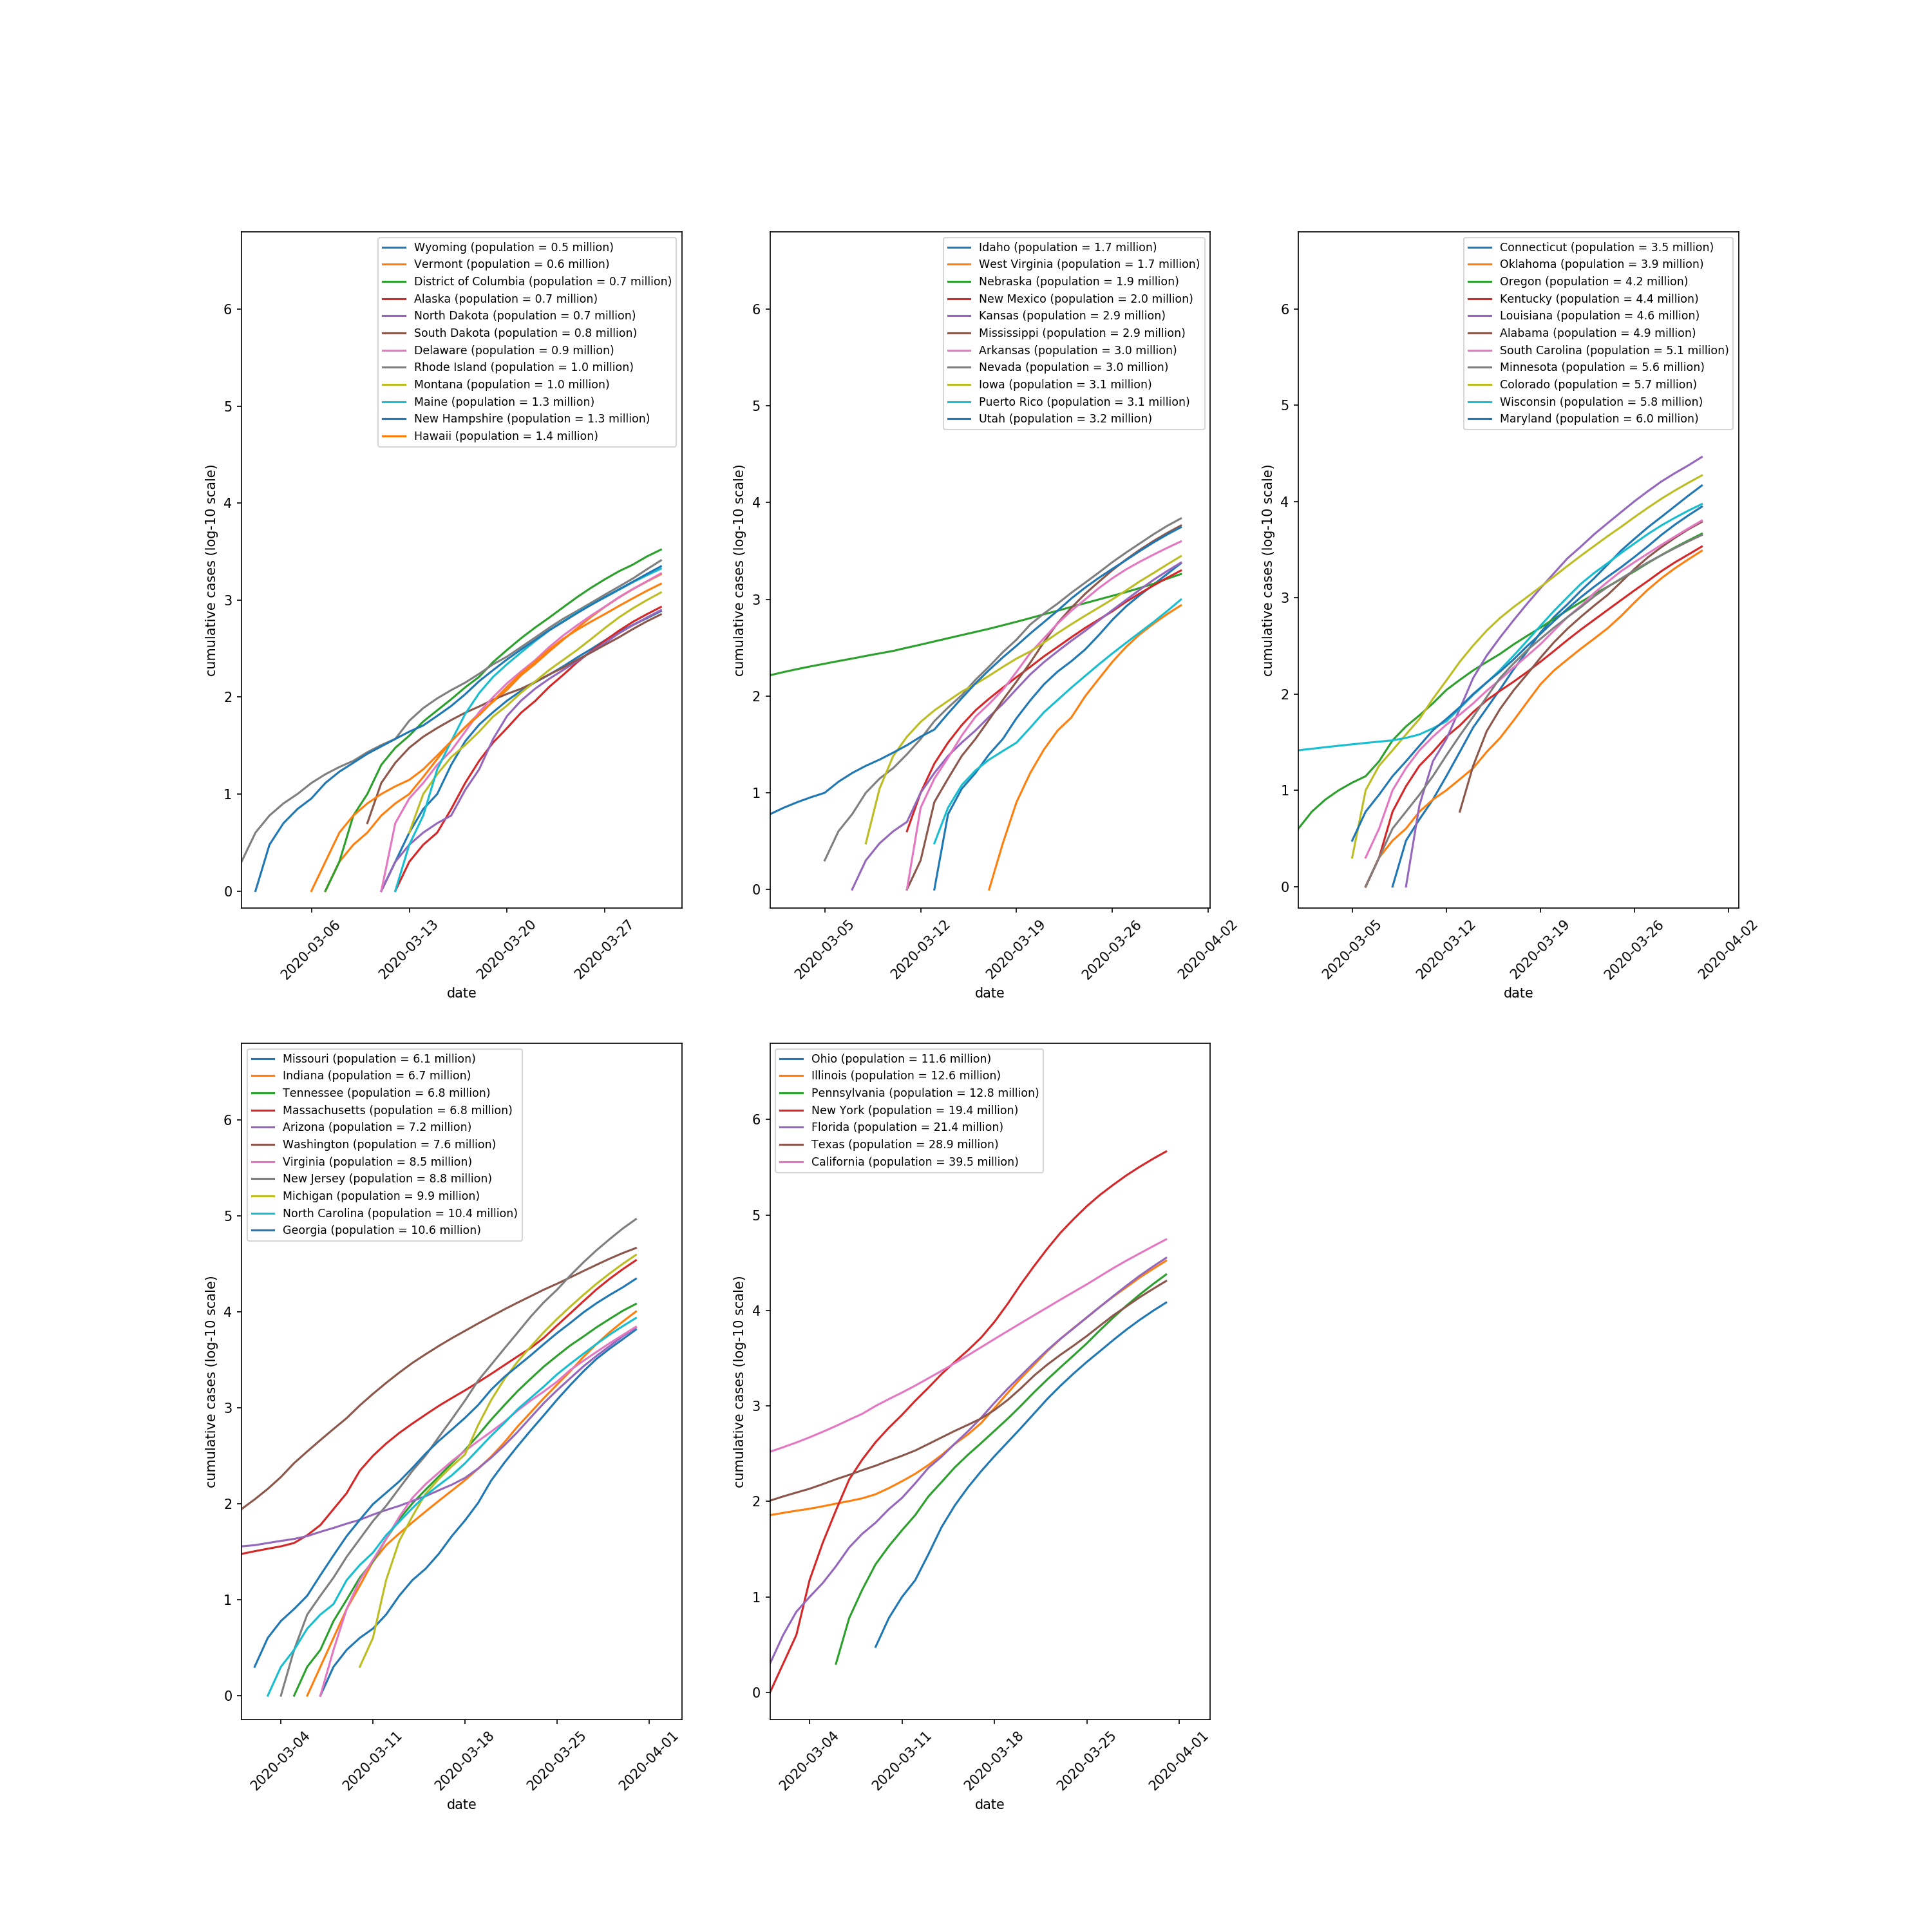 Wyoming (population = 0.5 million)
Vermont (population = 0.6 million)
District of Columbia (population = 0.7 million)
Alaska (population = 0.7 million)
North Dakota (population = 0.7 million)
South Dakota (population = 0.8 million)
Delaware (population = 0.9 million)
Rhode Island (population = 1.0 million)
Montana (population = 1.0 million)
Maine (population = 1.3 million)
New Hampshire (population = 1.3 million)
Hawaii (population = 1.4 million)
6
5
4
3
2
1
0
cumulative cases (log-10 scale)
2020-03-06
2020-03-13
2020-03-20
2020-03-27
date
Idaho (population = 1.7 million)
West Virginia (population = 1.7 million)
Nebraska (population = 1.9 million)
New Mexico (population = 2.0 million)
Kansas (population = 2.9 million)
Mississippi (population = 2.9 million)
Arkansas (population = 3.0 million)
Nevada (population = 3.0 million)
Iowa (population = 3.1 million)
Puerto Rico (population = 3.1 million)
Utah (population = 3.2 million)
6
5
4
3
2
1
0
cumulative cases (log-10 scale)
2020-03-05
2020-03-12
2020-03-19
2020-03-26
2020-04-02
date
Connecticut (population = 3.5 million)
Oklahoma (population = 3.9 million)
Oregon (population = 4.2 million)
Kentucky (population = 4.4 million)
Louisiana (population = 4.6 million)
Alabama (population = 4.9 million)
South Carolina (population = 5.1 million)
Minnesota (population = 5.6 million)
Colorado (population = 5.7 million)
Wisconsin (population = 5.8 million)
Maryland (population = 6.0 million)
6
5
4
3
2
1
0
cumulative cases (log-10 scale)
2020-03-05
2020-03-12
2020-03-19
2020-03-26
2020-04-02
date
Missouri (population = 6.1 million)
Indiana (population = 6.7 million)
Tennessee (population = 6.8 million)
Massachusetts (population = 6.8 million)
Arizona (population = 7.2 million)
Washington (population = 7.6 million)
Virginia (population = 8.5 million)
New Jersey (population = 8.8 million)
Michigan (population = 9.9 million)
North Carolina (population = 10.4 million)
Georgia (population = 10.6 million)
6
5
4
3
2
1
0
cumulative cases (log-10 scale)
2020-03-04
2020-03-11
2020-03-18
2020-03-25
2020-04-01
date
Ohio (population = 11.6 million)
Illinois (population = 12.6 million)
Pennsylvania (population = 12.8 million)
New York (population = 19.4 million)
Florida (population = 21.4 million)
Texas (population = 28.9 million)
California (population = 39.5 million)
6
5
4
3
2
1
0
cumulative cases (log-10 scale)
2020-03-04
2020-03-11
2020-03-18
2020-03-25
2020-04-01
date